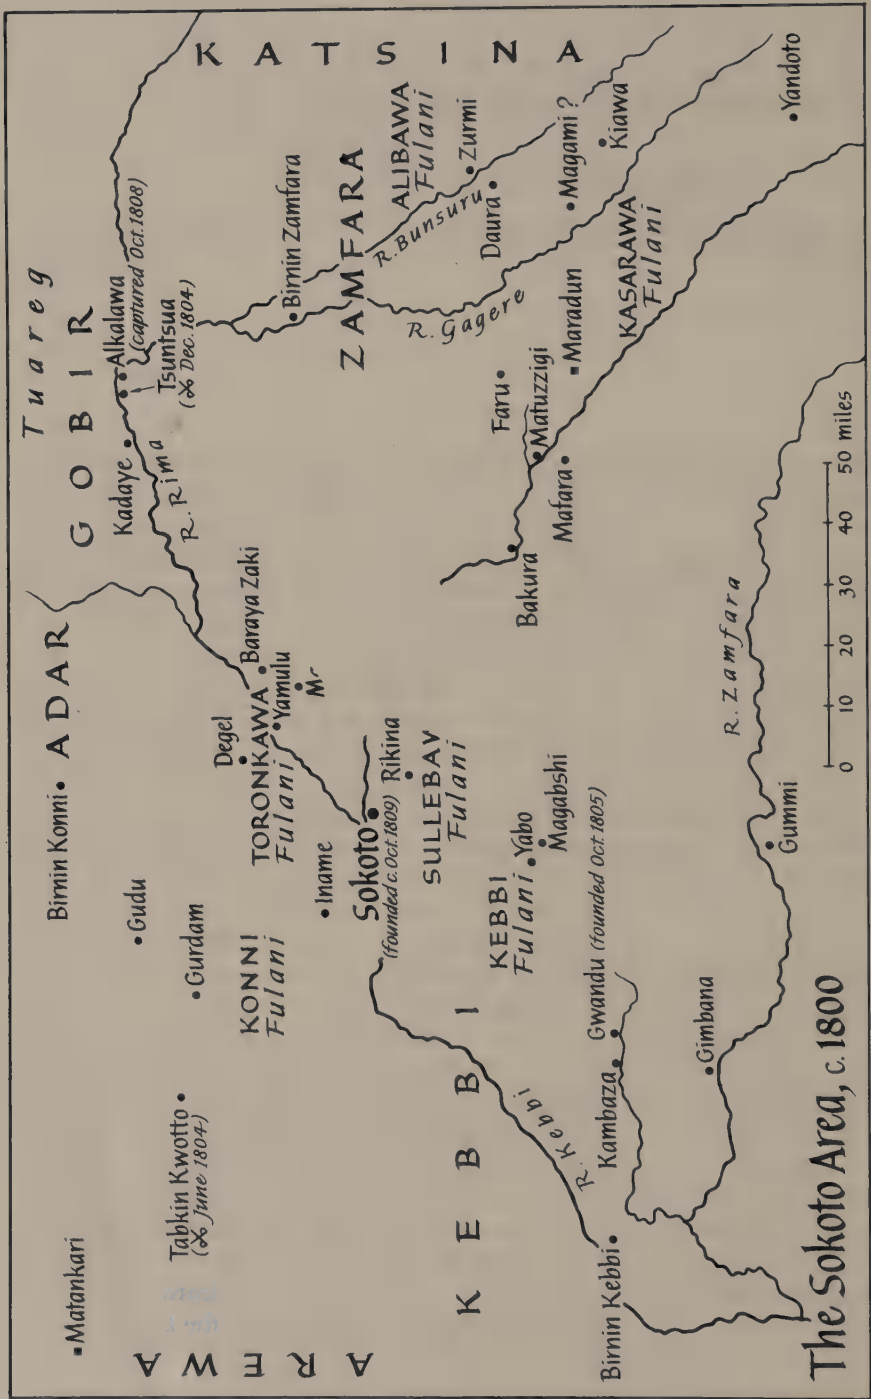 Matankari
Birnin Konni
ADAR
Tuareg
GOBIR
KATSINA
AREWA
Gudu
Gurdam
Tabkin Kwotto
(⚔ June 1804)
KONNI
Fulani
Degel
TORONKAWA
Fulani
Baraya Zaki
Yamulu
Kadaye
R. Rima
Alkalawa
(captured Oct. 1808)
Tsuntsua
(⚔ Dec. 1804)
Birnin Zamfara
ZAMFARA
ALIBAWA
Fulani
R. Bunsuru
Zurmi
Daura
R. Gagere
Iname
Sokoto
(founded c. Oct. 1809)
Rikina
SULLEBAV
Fulani
KEBBI
R. Kebbi
KEBBI
Fulani
Yabo
Magabshi
Faru
Matuzzigi
Maradun
Bakura
Mafara
KASARAWA
Fulani
Magami ?
Kiawa
Yandoto
Birnin Kebbi
Kambaza
Gwandu (founded Oct. 1805)
Gimbana
Gummi
R. Zamfara
The Sokoto Area, c. 1800
0 10 20 30 40 50 miles